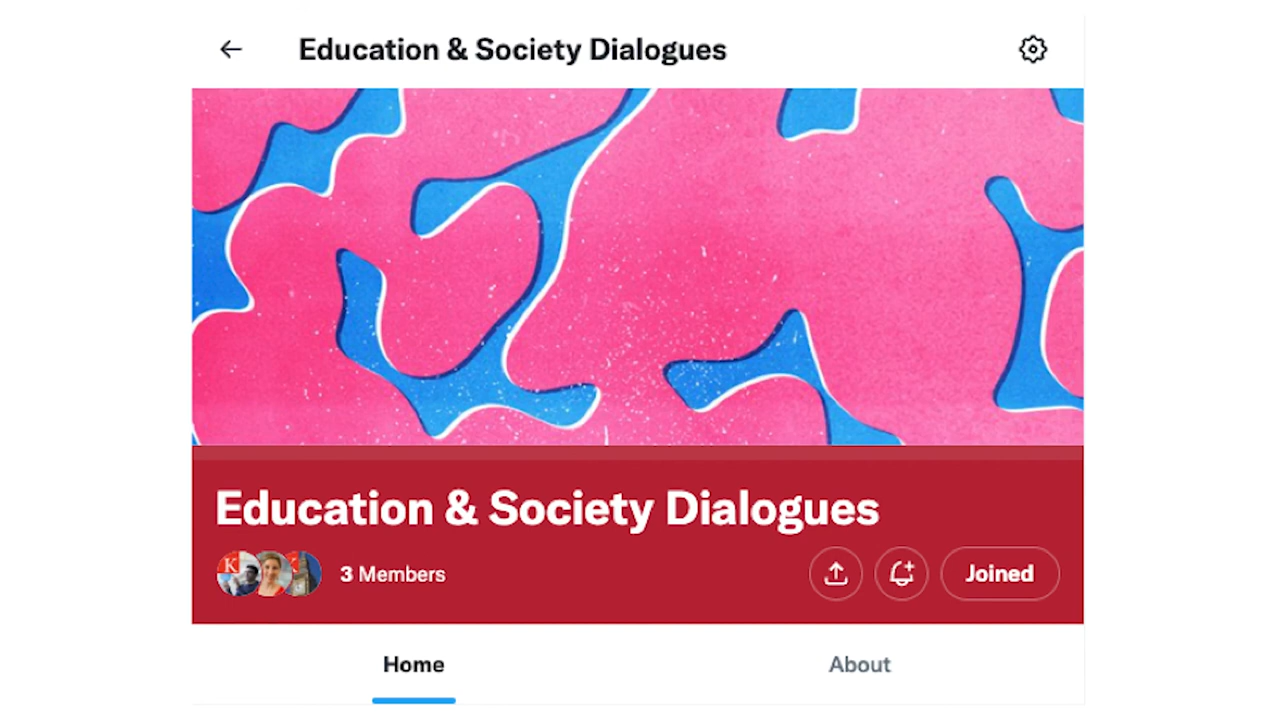 Education & Society Dialogues
Education & Society Dialogues
K
3 Members
Joined
Home
About